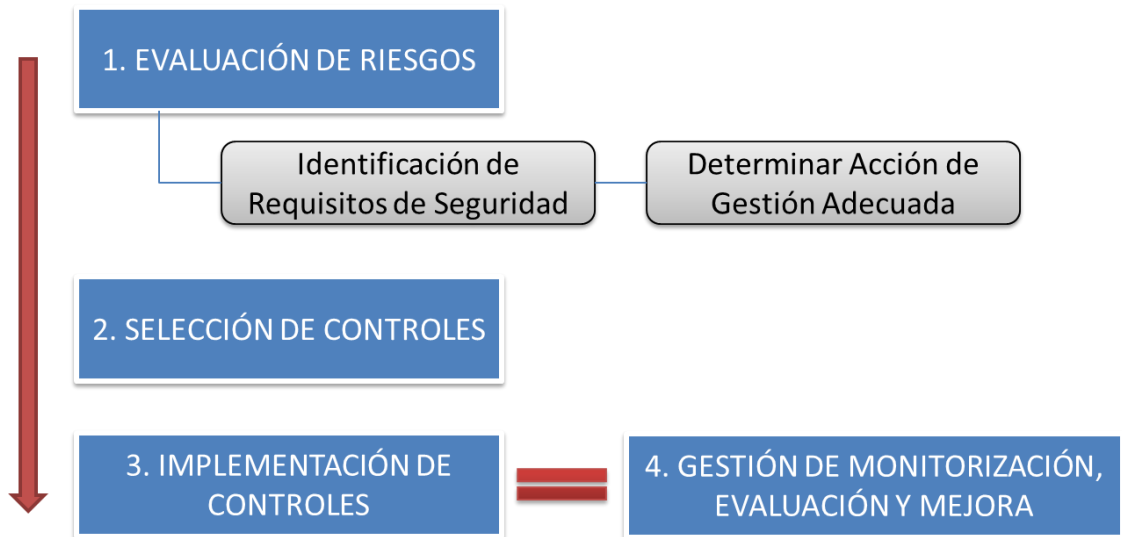 1. EVALUACIÓN DE RIESGOS
Identificación de
Requisitos de Seguridad
Determinar Acción de
Gestión Adecuada
2. SELECCIÓN DE CONTROLES
3. IMPLEMENTACIÓN DE
CONTROLES
4. GESTIÓN DE MONITORIZACIÓN,
EVALUACIÓN Y MEJORA